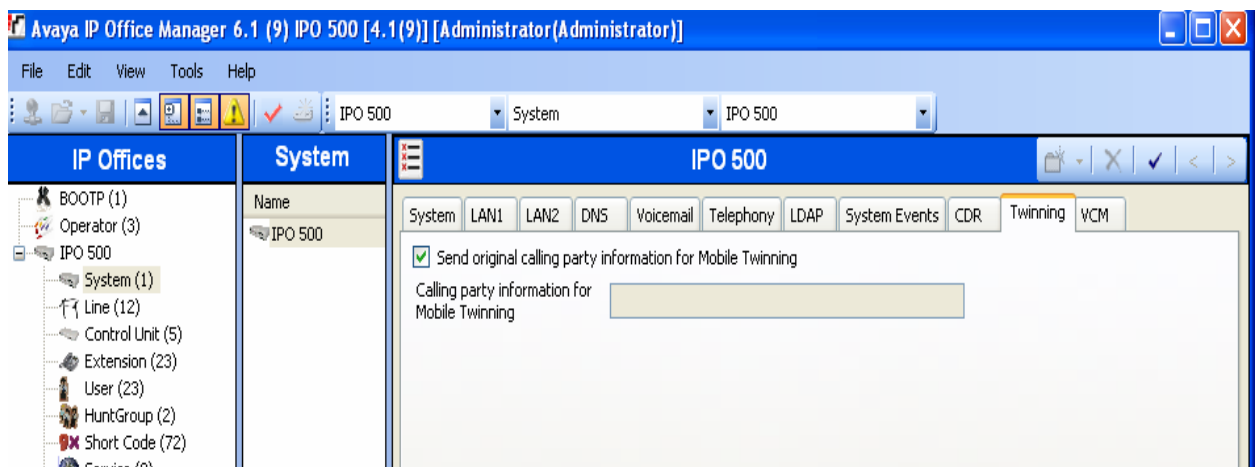 Avaya IP Office Manager 6.1 (9) IPO 500 [4.1(9)] [Administrator(Administrator)]
File Edit View Tools Help
IPO 500 System IPO 500
IP Offices System IPO 500
BOOTP (1)
Operator (3)
IPO 500
System (1)
Line (12)
Control Unit (5)
Extension (23)
User (23)
HuntGroup (2)
Short Code (72)
Name
IPO 500
System LAN1 LAN2 DNS Voicemail Telephony LDAP System Events CDR Twinning VCM
Send original calling party information for Mobile Twinning
Calling party information for
Mobile Twinning